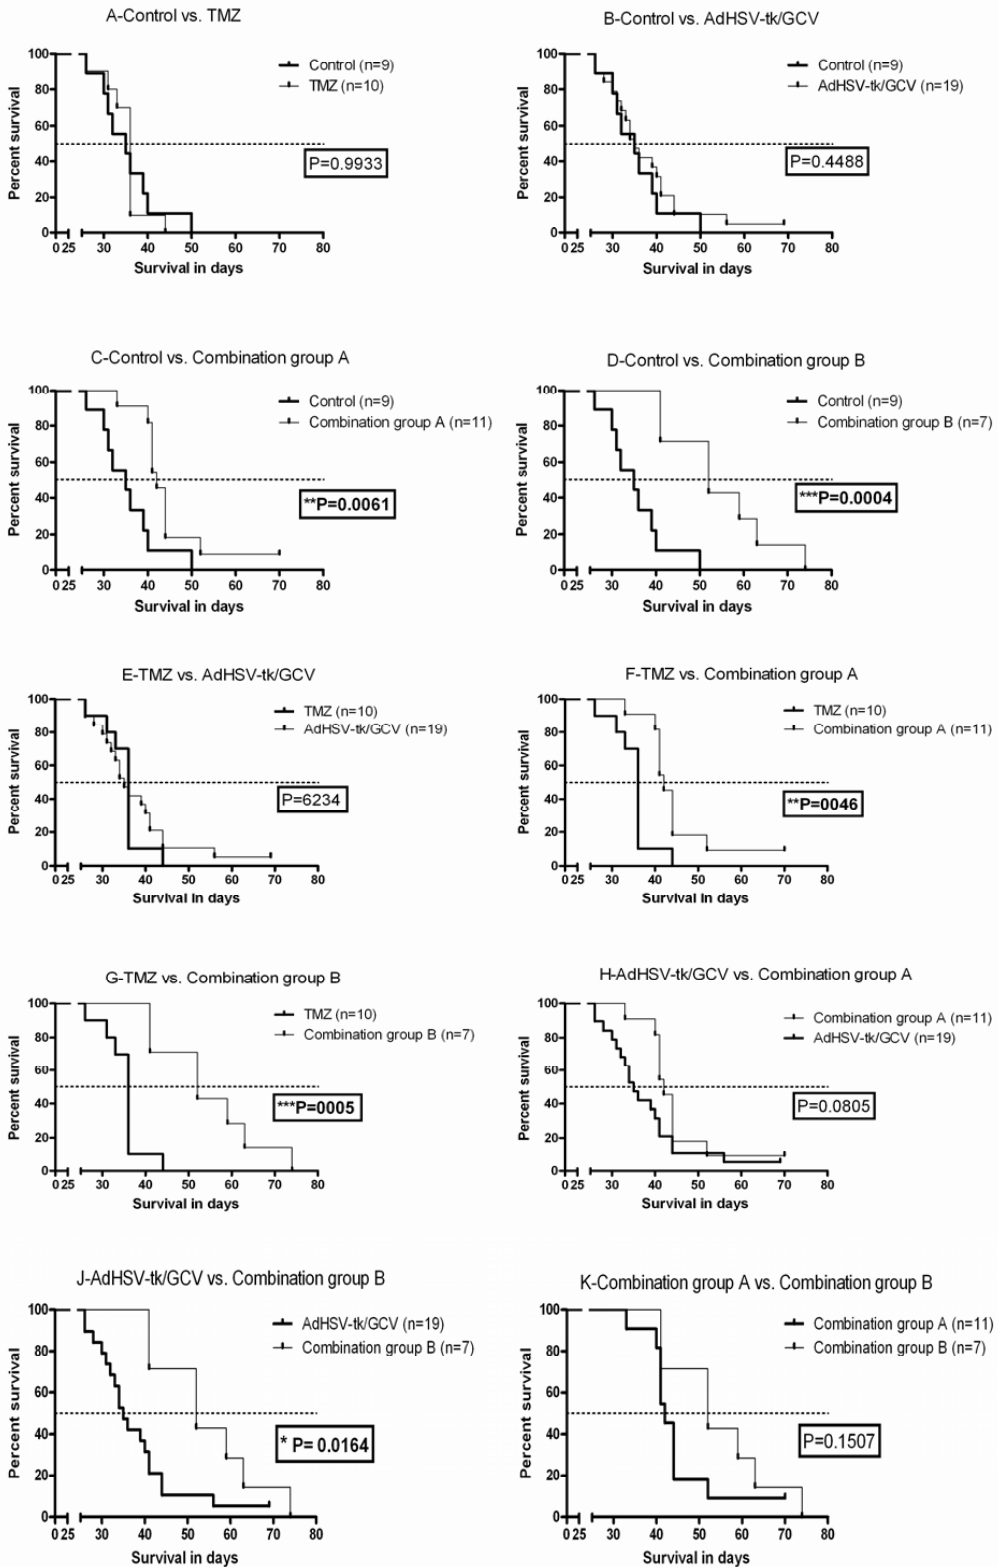 A-Control vs. TMZ
100
80
60
40
20
0
Percent survival
Control (n=9)
TMZ (n=10)
P=0.9933
0 25 30 40 50 60 70 80
Survival in days
B-Control vs. AdHSV-tk/GCV
100
80
60
40
20
0
Percent survival
Control (n=9)
AdHSV-tk/GCV (n=19)
P=0.4488
0 25 30 40 50 60 70 80
Survival in days
C-Control vs. Combination group A
100
80
60
40
20
0
Percent survival
Control (n=9)
Combination group A (n=11)
**P=0.0061
0 25 30 40 50 60 70 80
Survival in days
D-Control vs. Combination group B
100
80
60
40
20
0
Percent survival
Control (n=9)
Combination group B (n=7)
***P=0.0004
0 25 30 40 50 60 70 80
Survival in days
E-TMZ vs. AdHSV-tk/GCV
100
80
60
40
20
0
Percent survival
TMZ (n=10)
AdHSV-tk/GCV (n=19)
P=6234
0 25 30 40 50 60 70 80
Survival in days
F-TMZ vs. Combination group A
100
80
60
40
20
0
Percent survival
TMZ (n=10)
Combination group A (n=11)
**P=0046
0 25 30 40 50 60 70 80
Survival in days
G-TMZ vs. Combination group B
100
80
60
40
20
0
Percent survival
TMZ (n=10)
Combination group B (n=7)
***P=0005
0 25 30 40 50 60 70 80
Survival in days
H-AdHSV-tk/GCV vs. Combination group A
100
80
60
40
20
0
Percent survival
Combination group A (n=11)
AdHSV-tk/GCV (n=19)
P=0.0805
0 25 30 40 50 60 70 80
Survival in days
J-AdHSV-tk/GCV vs. Combination group B
100
80
60
40
20
0
Percent survival
AdHSV-tk/GCV (n=19)
Combination group B (n=7)
* P= 0.0164
0 25 30 40 50 60 70 80
Survival in days
K-Combination group A vs. Combination group B
100
80
60
40
20
0
Percent survival
Combination group A (n=11)
Combination group B (n=7)
P=0.1507
0 25 30 40 50 60 70 80
Survival in days